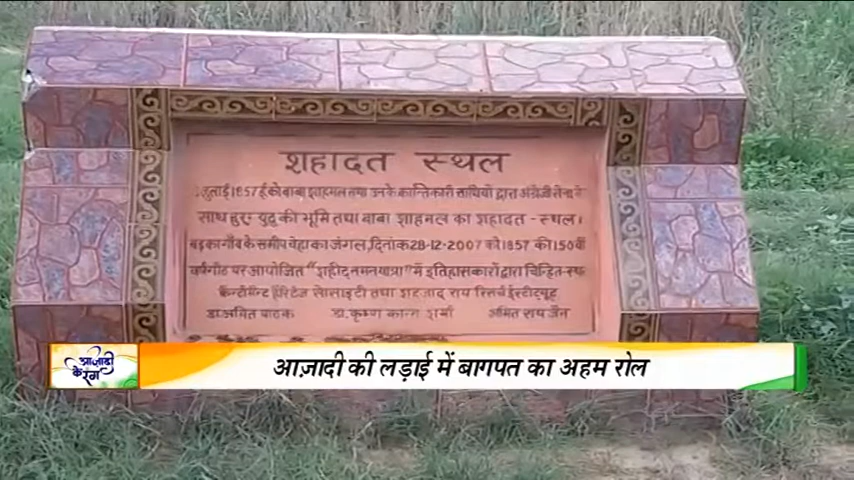 शहादत स्थल
जुलाई 1857 ई० को बाबा शाहमल तथा उनके क्रान्तिकारी साथियों द्वारा अंग्रेजी सेना के
साथ हुए युद्ध की भूमि तथा बाबा शाहमल का शहादत - स्थल।
बड़का गाँव के समीप वेहा का जंगल, दिनांक 28-12-2007 को 1857 की 150वीं
वर्षगाँठ पर आयोजित "शहीद नमन यात्रा" में इतिहासकारों द्वारा चिन्हित - स्थल
हैरिटेज सोसाइटी तथा शहजाद राय रिसर्च ईंस्टीट्यूट
डा. अमित पाठक डा. कृष्ण कान्त शर्मा अमित राय जैन
आज़ादी के रंग
आज़ादी की लड़ाई में बागपत का अहम रोल